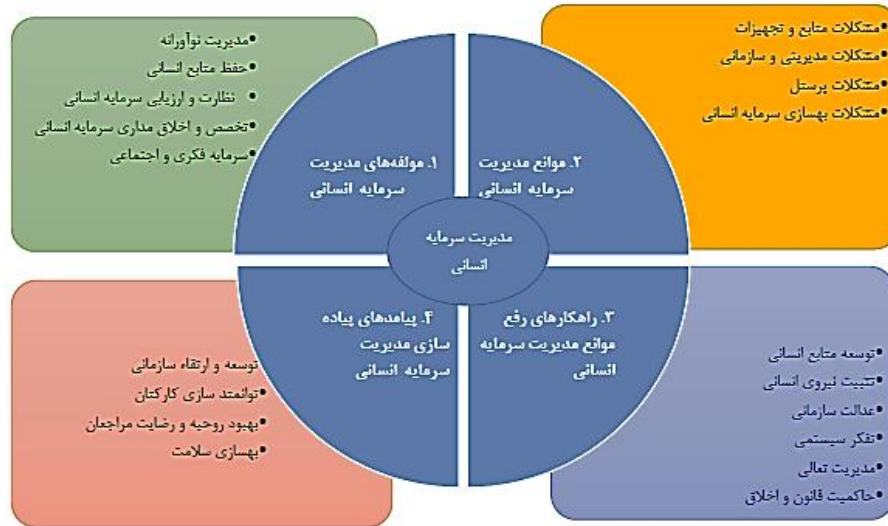 •مدیریت نوآورانه
•حفظ منابع انسانی
•نظارت و ارزیابی سرمایه انسانی
•تخصص و اخلاق مداری سرمایه انسانی
•سرمایه فکری و اجتماعی
•مشکلات منابع و تجهیزات
•مشکلات مدیریتی و سازمانی
•مشکلات پرسنل
•مشکلات بهسازی سرمایه انسانی
۱. مولفه‌های مدیریت
سرمایه انسانی
۲. موانع مدیریت
سرمایه انسانی
مدیریت سرمایه
انسانی
۳. راهکارهای رفع
موانع مدیریت سرمایه
انسانی
۴. پیامدهای پیاده
سازی مدیریت
سرمایه انسانی
•توسعه منابع انسانی
•تثبیت نیروی انسانی
•عدالت سازمانی
•تفکر سیستمی
•مدیریت تعالی
•حاکمیت قانون و اخلاق
توسعه و ارتقاء سازمانی
•توانمند سازی کارکنان
•بهبود روحیه و رضایت مراجعان
•بهسازی سلامت